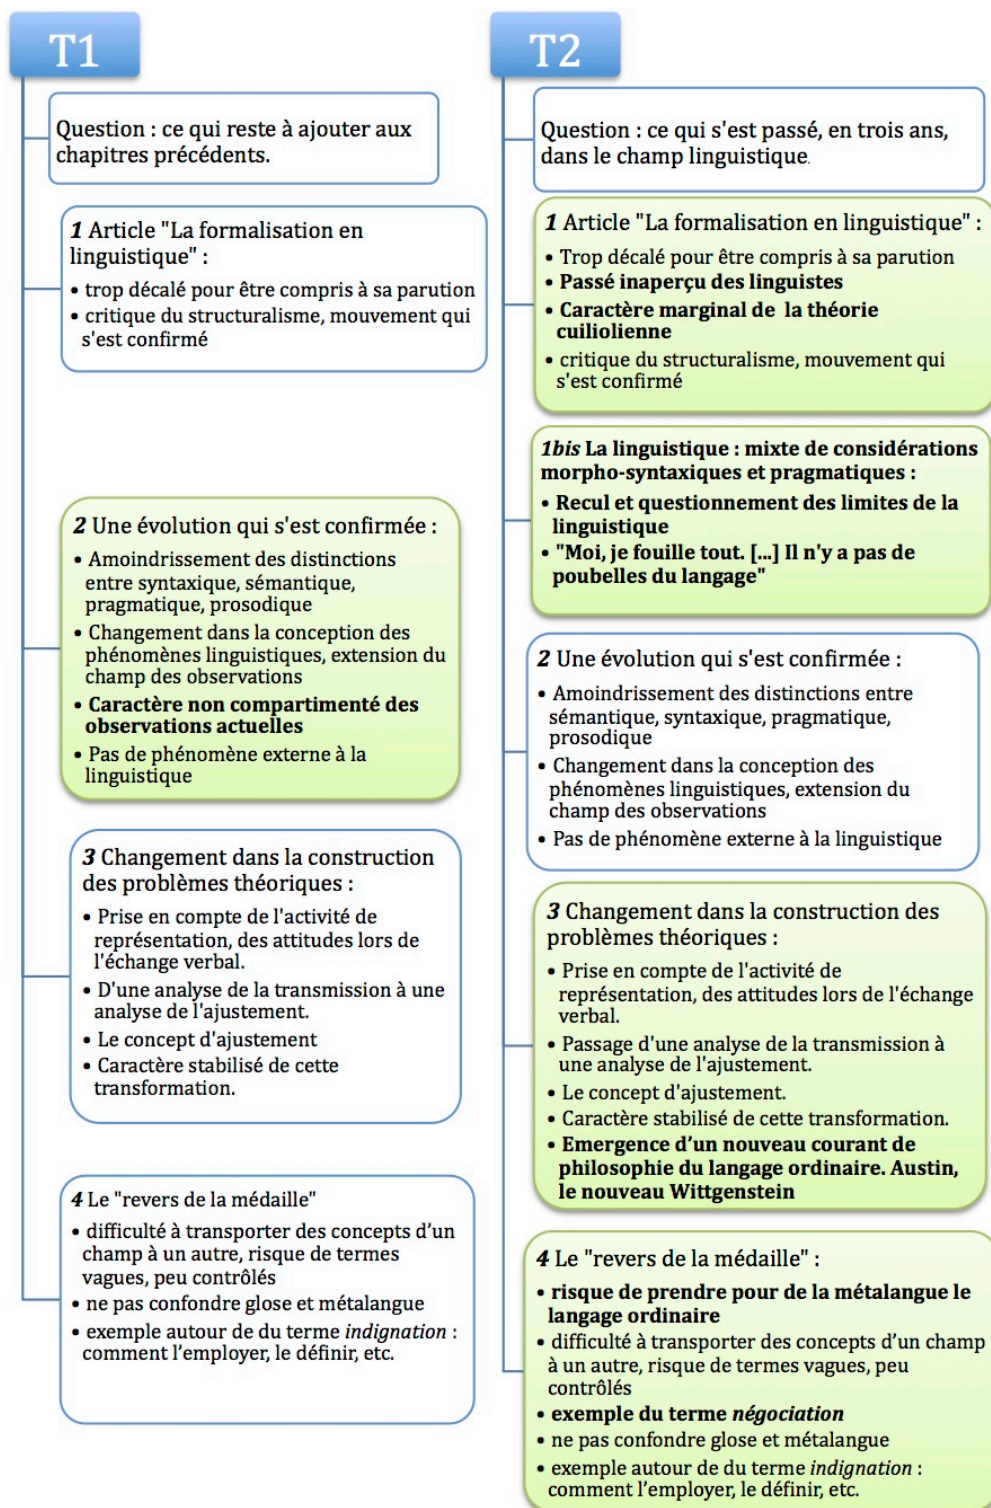 T1
Question : ce qui reste à ajouter aux
chapitres précédents.
1 Article "La formalisation en
linguistique" :
• trop décalé pour être compris à sa parution
• critique du structuralisme, mouvement qui
s'est confirmé
2 Une évolution qui s'est confirmée :
• Amoindrissement des distinctions
entre syntaxique, sémantique,
pragmatique, prosodique
• Changement dans la conception des
phénomènes linguistiques, extension du
champ des observations
• Caractère non compartimenté des
observations actuelles
• Pas de phénomène externe à la
linguistique
3 Changement dans la construction
des problèmes théoriques :
• Prise en compte de l'activité de
représentation, des attitudes lors de
l'échange verbal.
• D'une analyse de la transmission à une
analyse de l'ajustement.
• Le concept d'ajustement
• Caractère stabilisé de cette
transformation.
4 Le "revers de la médaille"
• difficulté à transporter des concepts d’un
champ à un autre, risque de termes
vagues, peu contrôlés
• ne pas confondre glose et métalangue
• exemple autour de du terme indignation :
comment l’employer, le définir, etc.
T2
Question : ce qui s'est passé, en trois ans,
dans le champ linguistique.
1 Article "La formalisation en linguistique" :
• Trop décalé pour être compris à sa parution
• Passé inaperçu des linguistes
• Caractère marginal de la théorie
cuiliolienne
• critique du structuralisme, mouvement qui
s'est confirmé
1bis La linguistique : mixte de considérations
morpho-syntaxiques et pragmatiques :
• Recul et questionnement des limites de la
linguistique
• "Moi, je fouille tout. [...] Il n'y a pas de
poubelles du langage"
2 Une évolution qui s'est confirmée :
• Amoindrissement des distinctions entre
sémantique, syntaxique, pragmatique,
prosodique
• Changement dans la conception des
phénomènes linguistiques, extension du
champ des observations
• Pas de phénomène externe à la linguistique
3 Changement dans la construction des
problèmes théoriques :
• Prise en compte de l'activité de
représentation, des attitudes lors de l'échange
verbal.
• Passage d'une analyse de la transmission à
une analyse de l'ajustement.
• Le concept d'ajustement.
• Caractère stabilisé de cette transformation.
• Emergence d’un nouveau courant de
philosophie du langage ordinaire. Austin,
le nouveau Wittgenstein
4 Le "revers de la médaille" :
• risque de prendre pour de la métalangue le
langage ordinaire
• difficulté à transporter des concepts d’un champ
à un autre, risque de termes vagues, peu
contrôlés
• exemple du terme négociation
• ne pas confondre glose et métalangue
• exemple autour de du terme indignation :
comment l’employer, le définir, etc.